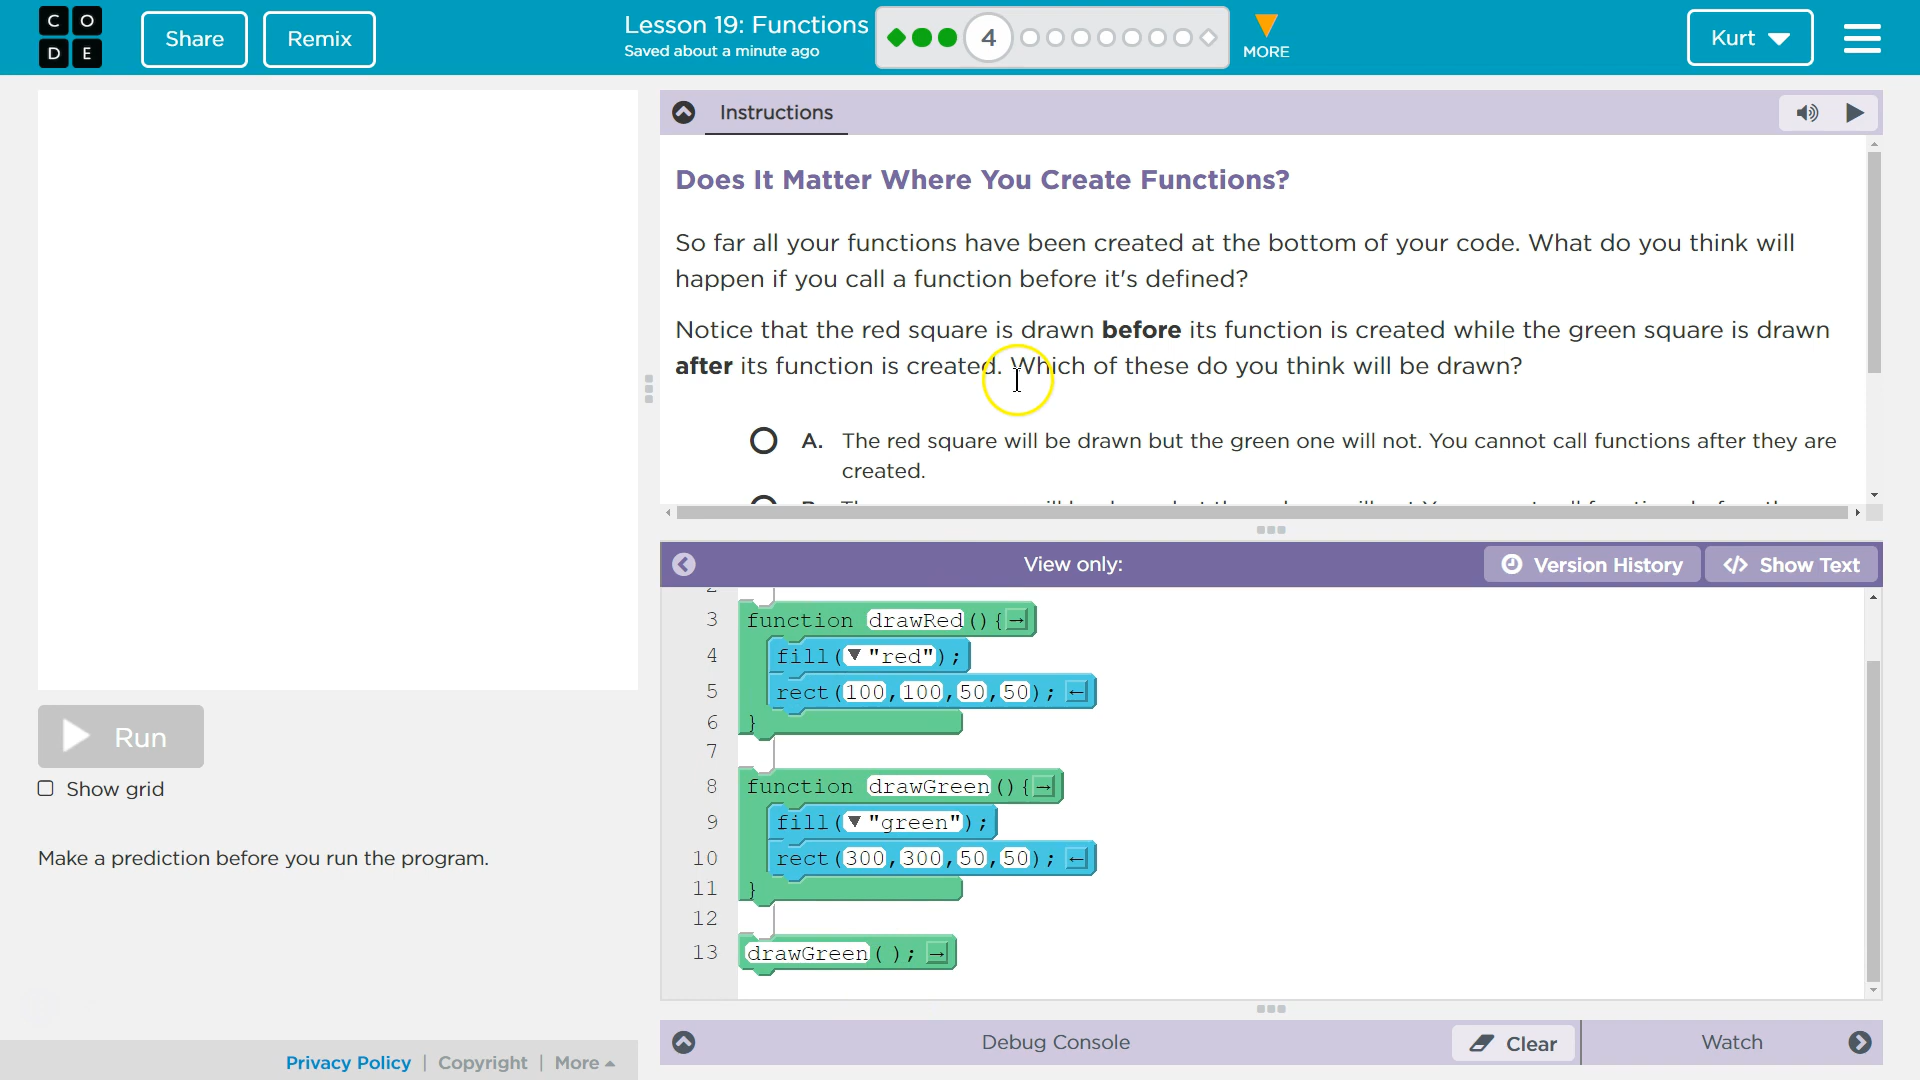 C O
D E
Share
Remix
Lesson 19: Functions
Saved about a minute ago
4
MORE
Kurt
Instructions
Does It Matter Where You Create Functions?
So far all your functions have been created at the bottom of your code. What do you think will
happen if you call a function before it's defined?
Notice that the red square is drawn before its function is created while the green square is drawn
after its function is created. Which of these do you think will be drawn?
A. The red square will be drawn but the green one will not. You cannot call functions after they are
created.
View only:
Version History
</> Show Text
3 function drawRed(){→
4 fill(▼"red");
5 rect(100,100,50,50);←
6 }
7
8 function drawGreen(){→
9 fill(▼"green");
10 rect(300,300,50,50);←
11 }
12
13 drawGreen( );→
Run
Show grid
Make a prediction before you run the program.
Debug Console
Clear
Watch
Privacy Policy | Copyright | More